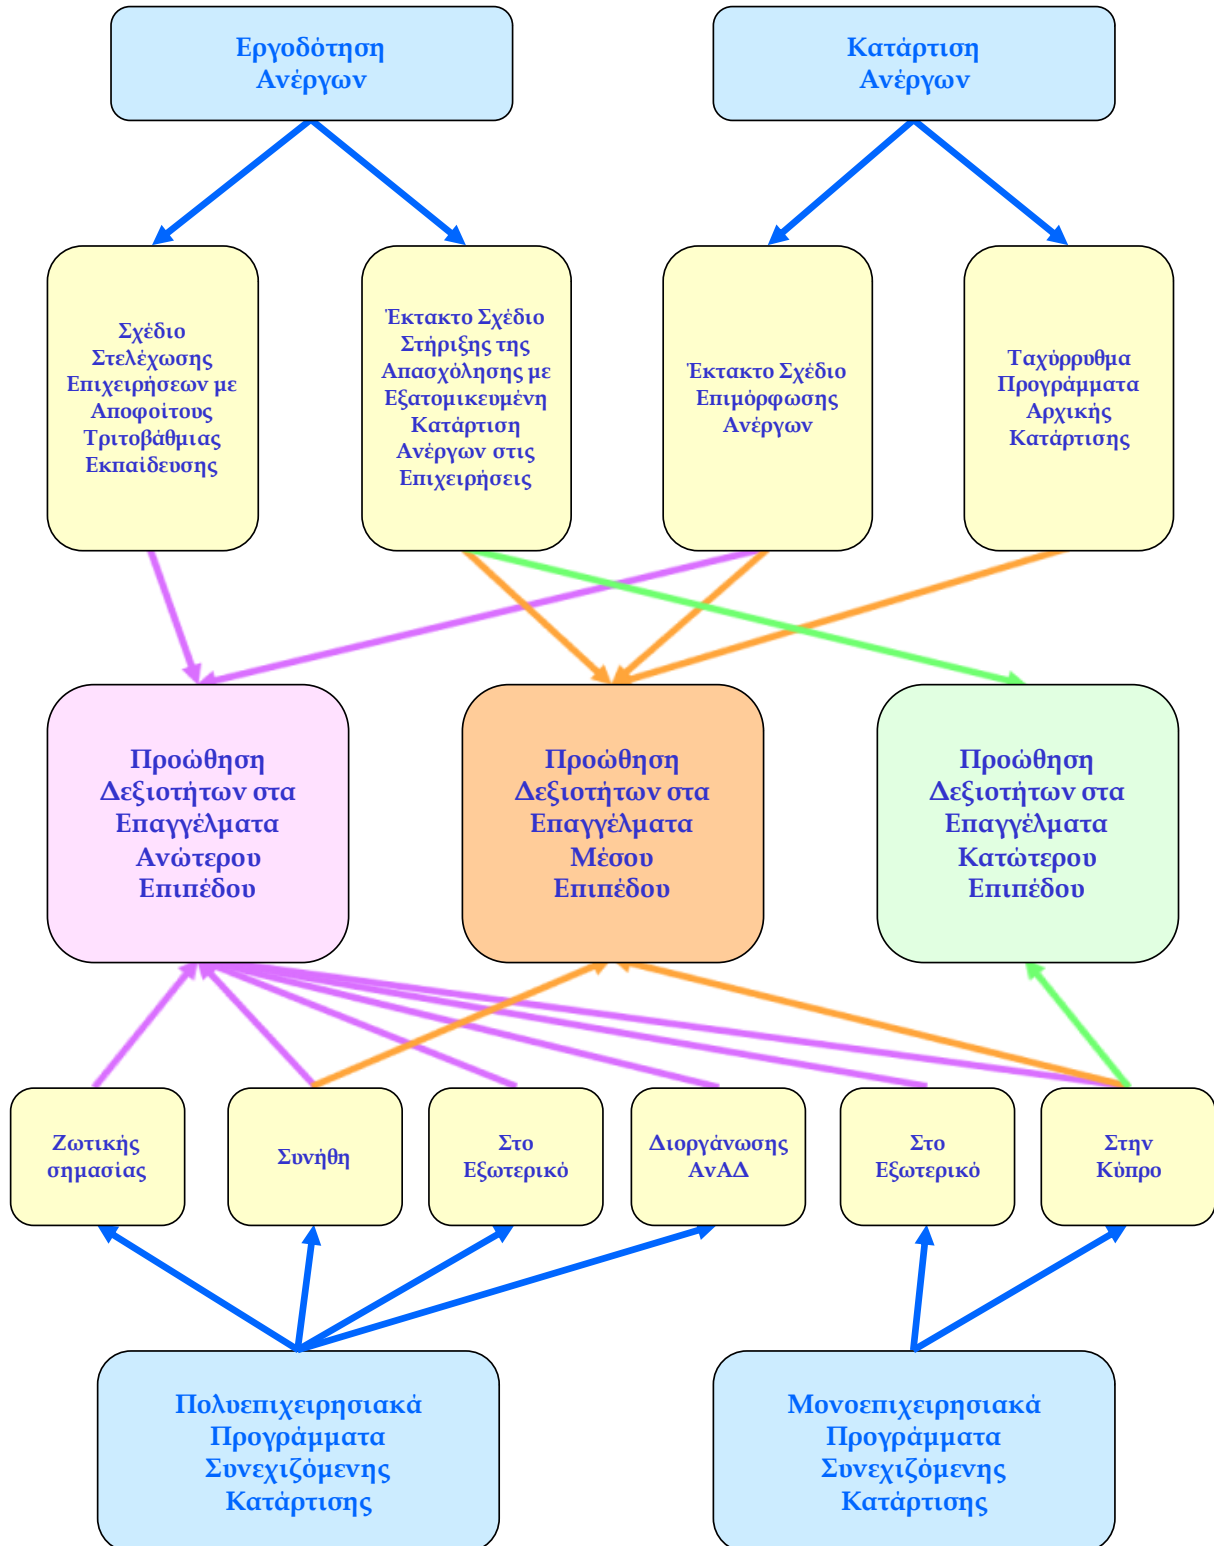 Εργοδότηση
Ανέργων
Κατάρτιση
Ανέργων
Σχέδιο
Στελέχωσης
Επιχειρήσεων με
Αποφοίτους
Τριτοβάθμιας
Εκπαίδευσης
Έκτακτο Σχέδιο
Στήριξης της
Απασχόλησης με
Εξατομικευμένη
Κατάρτιση
Ανέργων στις
Επιχειρήσεις
Έκτακτο Σχέδιο
Επιμόρφωσης
Ανέργων
Ταχύρρυθμα
Προγράμματα
Αρχικής
Κατάρτισης
Προώθηση
Δεξιοτήτων στα
Επαγγέλματα
Ανώτερου
Επιπέδου
Προώθηση
Δεξιοτήτων στα
Επαγγέλματα
Μέσου
Επιπέδου
Προώθηση
Δεξιοτήτων στα
Επαγγέλματα
Κατώτερου
Επιπέδου
Ζωτικής
σημασίας
Συνήθη
Στο
Εξωτερικό
Διοργάνωσης
ΑνΑΔ
Στο
Εξωτερικό
Στην
Κύπρο
Πολυεπιχειρησιακά
Προγράμματα
Συνεχιζόμενης
Κατάρτισης
Μονοεπιχειρησιακά
Προγράμματα
Συνεχιζόμενης
Κατάρτισης